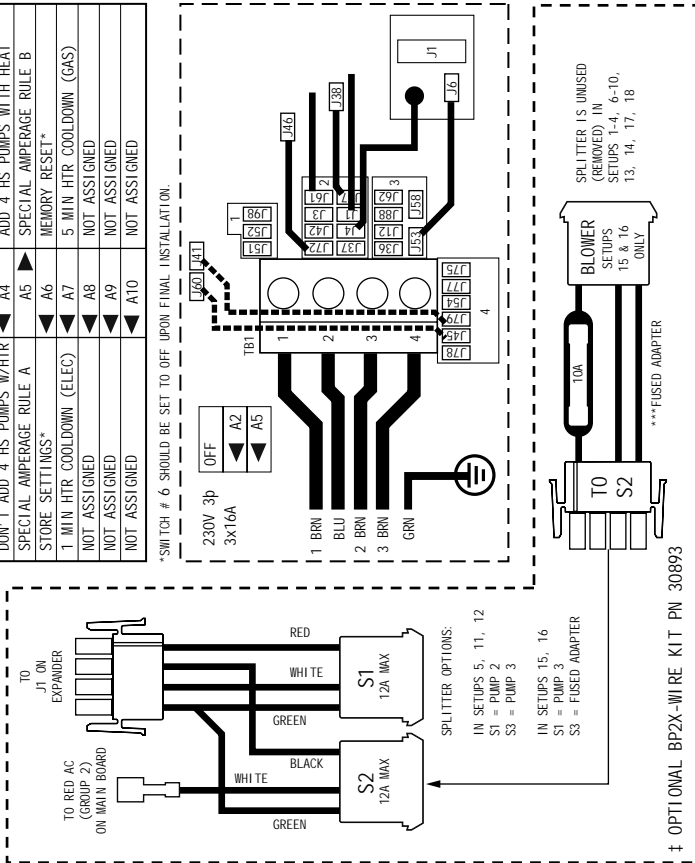 DON'T ADD 4 HS PUMPS W/HTR A4 ADD 4 HS PUMPS WITH HEAT
SPECIAL AMPERAGE RULE A A5 SPECIAL AMPERAGE RULE B
STORE SETTINGS* A6 MEMORY RESET*
1 MIN HTR COOLDOWN (ELEC) A7 5 MIN HTR COOLDOWN (GAS)
NOT ASSIGNED A8 NOT ASSIGNED
NOT ASSIGNED A9 NOT ASSIGNED
NOT ASSIGNED A10 NOT ASSIGNED
*SWITCH # 6 SHOULD BE SET TO OFF UPON FINAL INSTALLATION.
230V 3p
3x16A
OFF
A2
A5
1 BRN
BLU
2 BRN
3 BRN
GRN
TB1
1
2
3
4
J60
J41
J46
J38
J1
J6
1
J51 J52 J98
2
J72 J42 J3 J61
J37 J4 J1 J7
3
J36 J12 J88 J62
J53 J58
J78 J45 J79 J54 J77 J75
4
TO
J1 ON
EXPANDER
TO RED AC
(GROUP 2)
ON MAIN BOARD
RED
WHITE
GREEN
BLACK
WHITE
GREEN
S1
12A MAX
S2
12A MAX
SPLITTER OPTIONS:
IN SETUPS 5, 11, 12
S1 = PUMP 2
S3 = PUMP 3
IN SETUPS 15, 16
S1 = PUMP 3
S3 = FUSED ADAPTER
TO
S2
10A
***FUSED ADAPTER
BLOWER
SETUPS
15 & 16
ONLY
SPLITTER IS UNUSED
(REMOVED) IN
SETUPS 1-4, 6-10,
13, 14, 17, 18
‡ OPTIONAL BP2X-WIRE KIT PN 30893